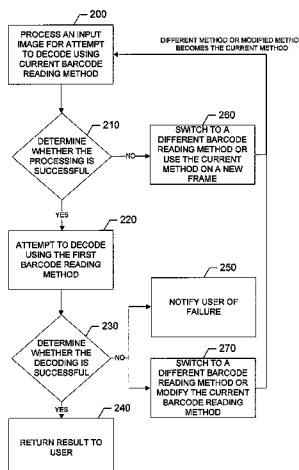 200
PROCESS AN INPUT
IMAGE FOR ATTEMPT
TO DECODE USING
CURRENT BARCODE
READING METHOD
DIFFERENT METHOD OR MODIFIED METHO
BECOMES THE CURRENT METHOD
210
DETERMINE
WHETHER THE
PROCESSING IS
SUCCESSFUL
NO
260
SWITCH TO A
DIFFERENT BARCODE
READING METHOD OR
USE THE CURRENT
METHOD ON A NEW
FRAME
YES
220
ATTEMPT TO DECODE
USING THE FIRST
BARCODE READING
METHOD
250
NOTIFY USER OF
FAILURE
230
DETERMINE
WHETHER THE
DECODING IS
SUCCESSFUL
NO
270
SWITCH TO A
DIFFERENT BARCODE
READING METHOD OR
MODIFY THE CURRENT
BARCODE READING
METHOD
YES
240
RETURN RESULT TO
USER